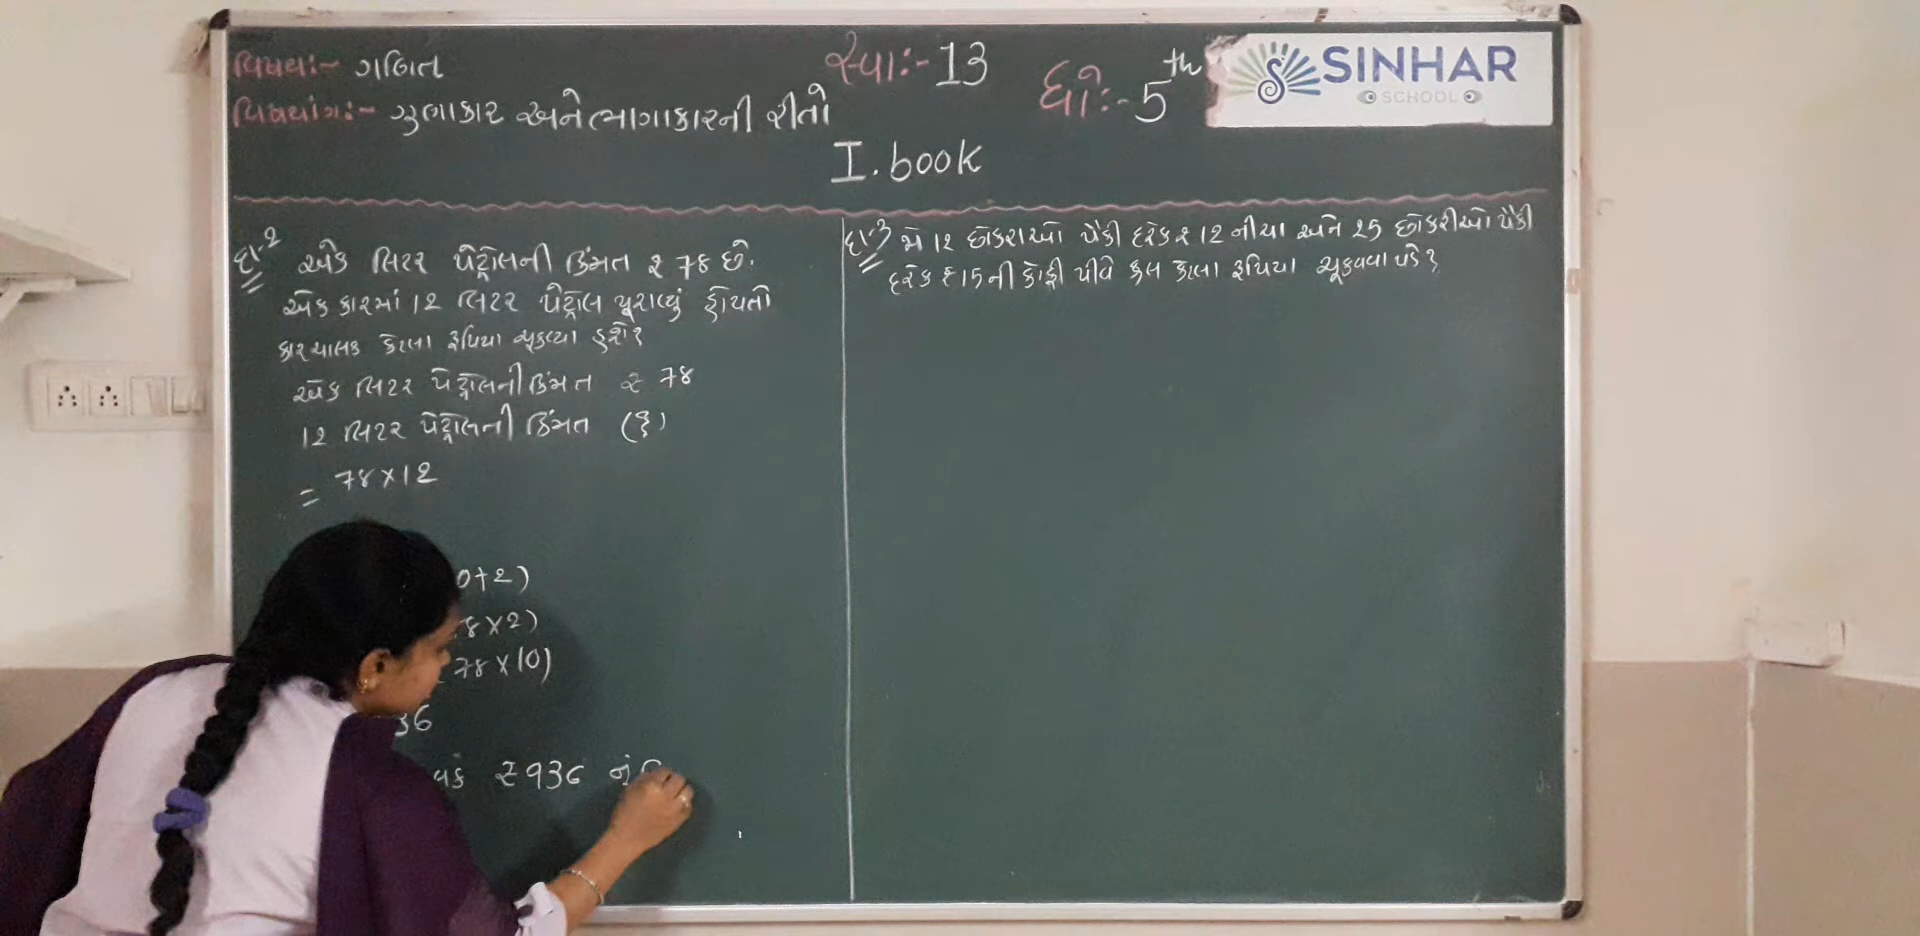 વિષય:- ગણિત
વિષયાંગ:- ગુણાકાર અને ભાગાકારની રીતો
સ્વા:- 13
ધો:- 5th
SINHAR
SCHOOL
I. book
દા.2 એક લિટર પેટ્રોલની કિંમત ₹ 78 છે.
એક કારમાં 12 લિટર પેટ્રોલ પૂરાવ્યું હોય તો
કારચાલક કેટલા રૂપિયા ચૂકવ્યા હશે?
એક લિટર પેટ્રોલની કિંમત ₹ 78
12 લિટર પેટ્રોલની કિંમત (₹)
= 78×12
0+2)
8×2)
78×10)
36
લકે ₹ 936 નું
દા.3 જો 12 છોકરાઓ પૈકી દરેક ₹ 12 ની ચા અને 25 છોકરીઓ પૈકી
દરેક ₹ 15 ની કોફી પીવે કુલ કેટલા રૂપિયા ચૂકવવા પડે?